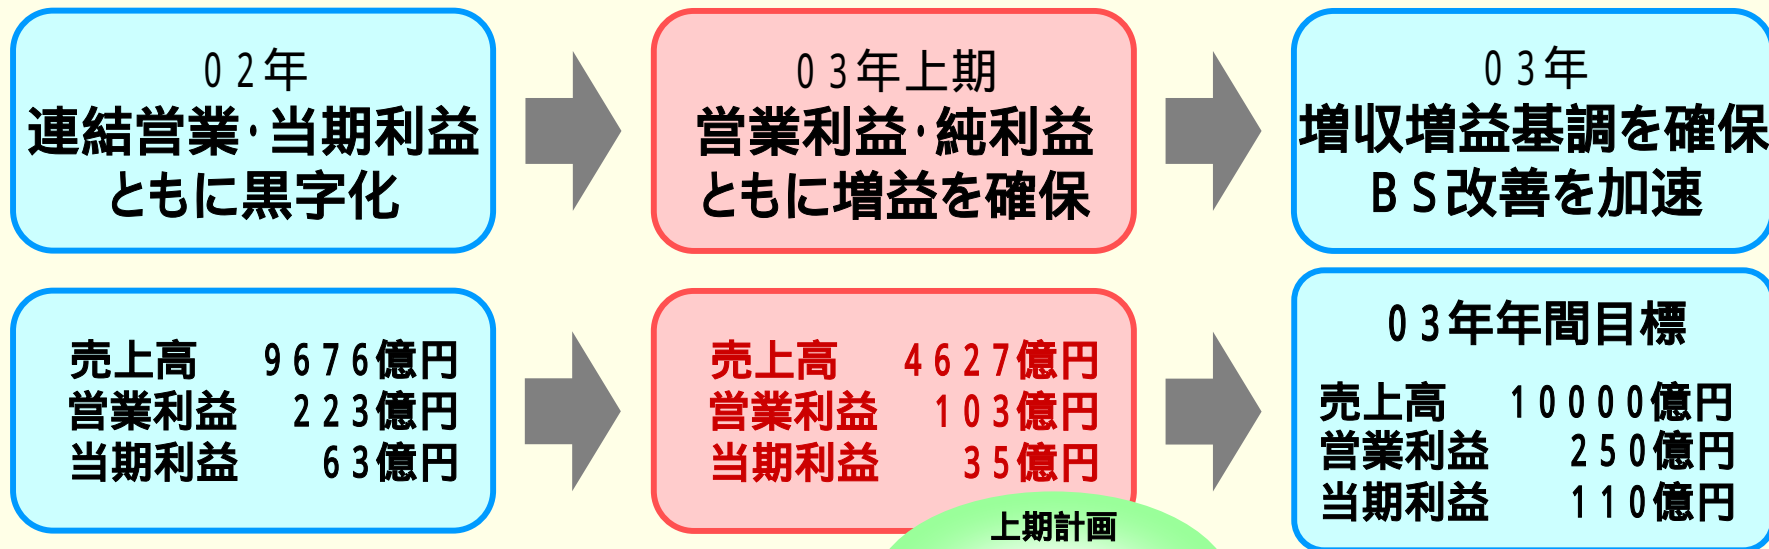 02年
連結営業・当期利益
ともに黒字化
03年上期
営業利益・純利益
ともに増益を確保
03年
増収増益基調を確保
BS改善を加速
売上高 9676億円
営業利益 223億円
当期利益 63億円
売上高 4627億円
営業利益 103億円
当期利益 35億円
上期計画
03年年間目標
売上高 10000億円
営業利益 250億円
当期利益 110億円